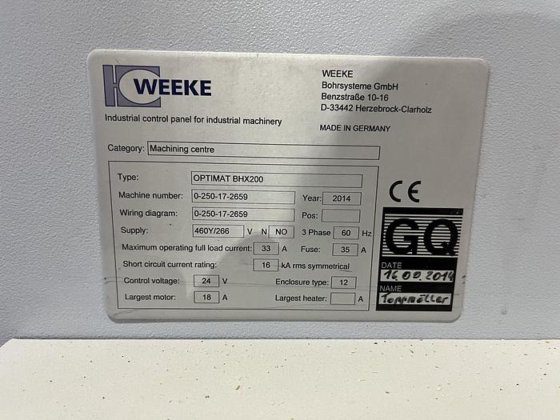 WEEKE
WEEKE
Bohrsysteme GmbH
Benzstraße 10-16
D-33442 Herzebrock-Clarholz
Industrial control panel for industrial machinery
MADE IN GERMANY
Category: Machining centre
Type: OPTIMAT BHX200
Machine number: 0-250-17-2659 Year: 2014
Wiring diagram: 0-250-17-2659 Pos:
Supply: 460Y/266 V N NO 3 Phase 60 Hz
Maximum operating full load current: 33 A Fuse: 35 A
Short circuit current rating: 16 kA rms symmetrical
Control voltage: 24 V Enclosure type: 12
Largest motor: 18 A Largest heater: A
CE
GQ
DATE
2014
NAME
Toppmöller